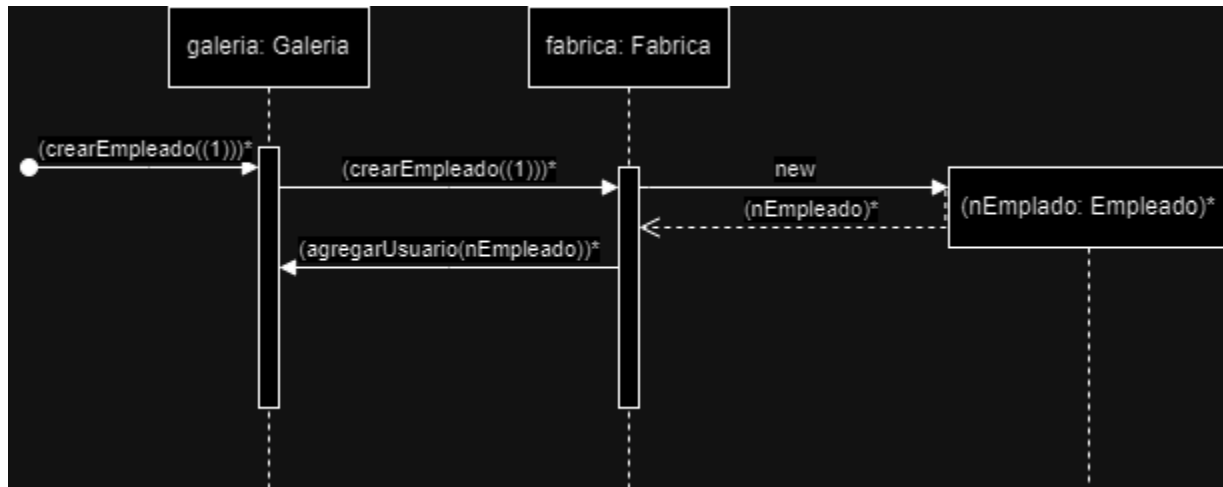 galeria: Galeria
fabrica: Fabrica
(crearEmpleado((1)))*
(crearEmpleado((1)))*
new
(nEmpleado)*
(nEmplado: Empleado)*
(agregarUsuario(nEmpleado))*